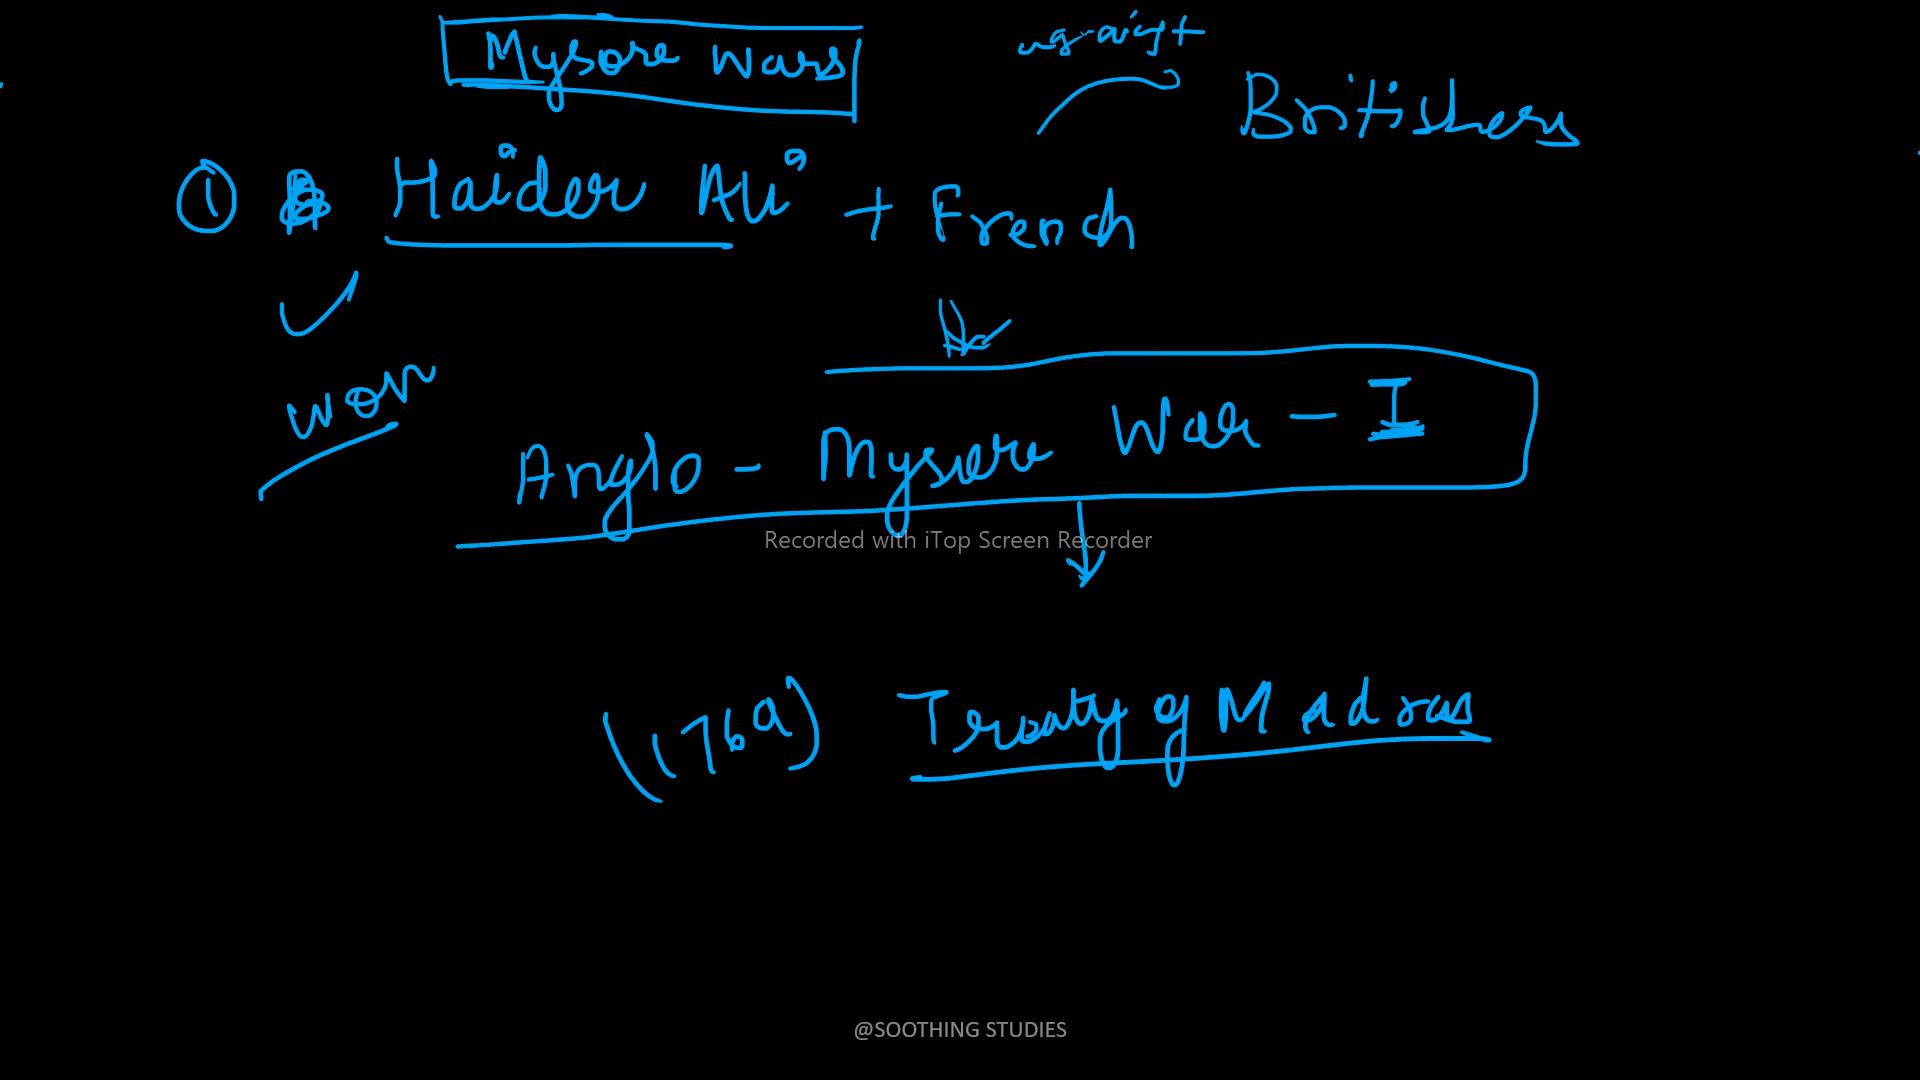 Mysore Wars
against
Britishers
① Haider Ali + French
won
Anglo - Mysore War - I
Recorded with iTop Screen Recorder
(1769) Treaty of Madras
@SOOTHING STUDIES